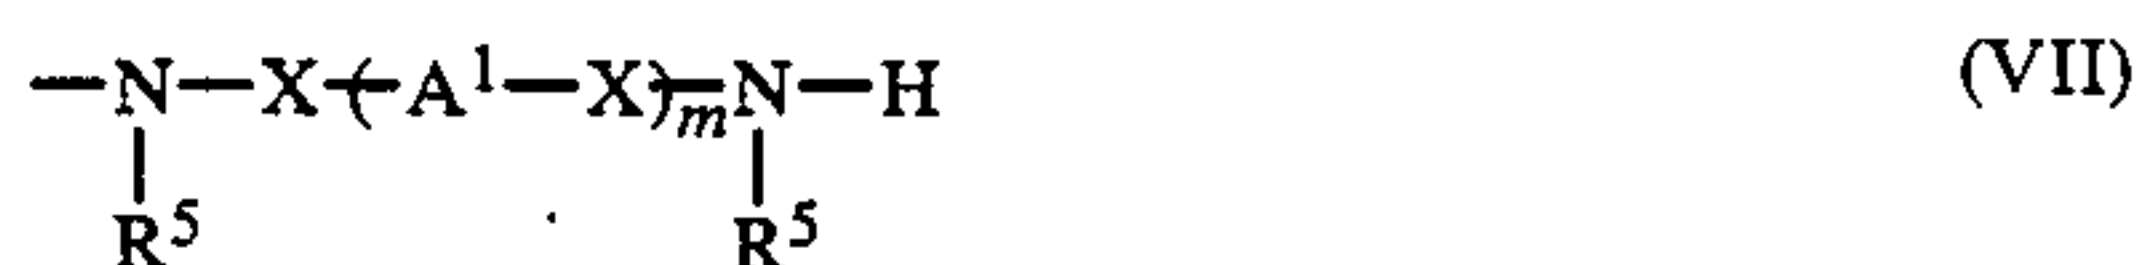 —N—X—(A¹—X)ₘ—N—H (VII)
R⁵ R⁵